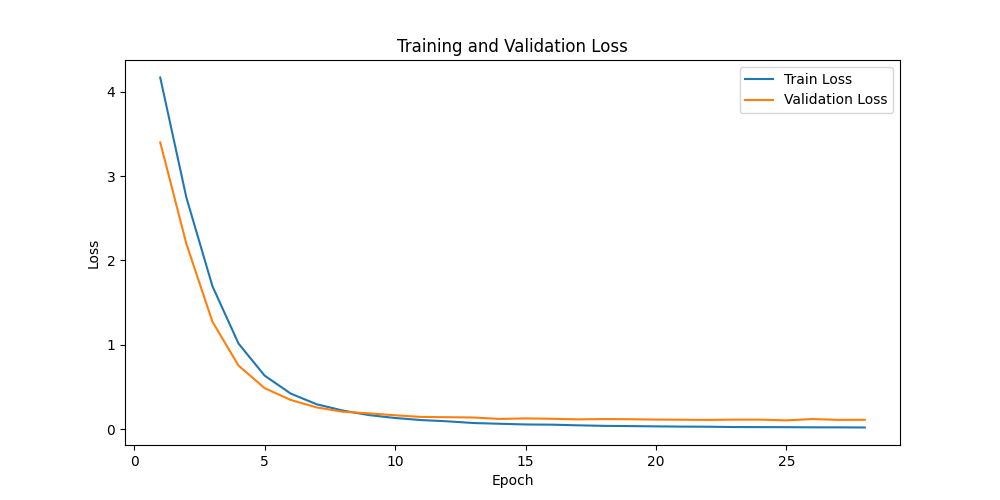 Training and Validation Loss
Train Loss
Validation Loss
4
3
2
1
0
Loss
0 5 10 15 20 25
Epoch